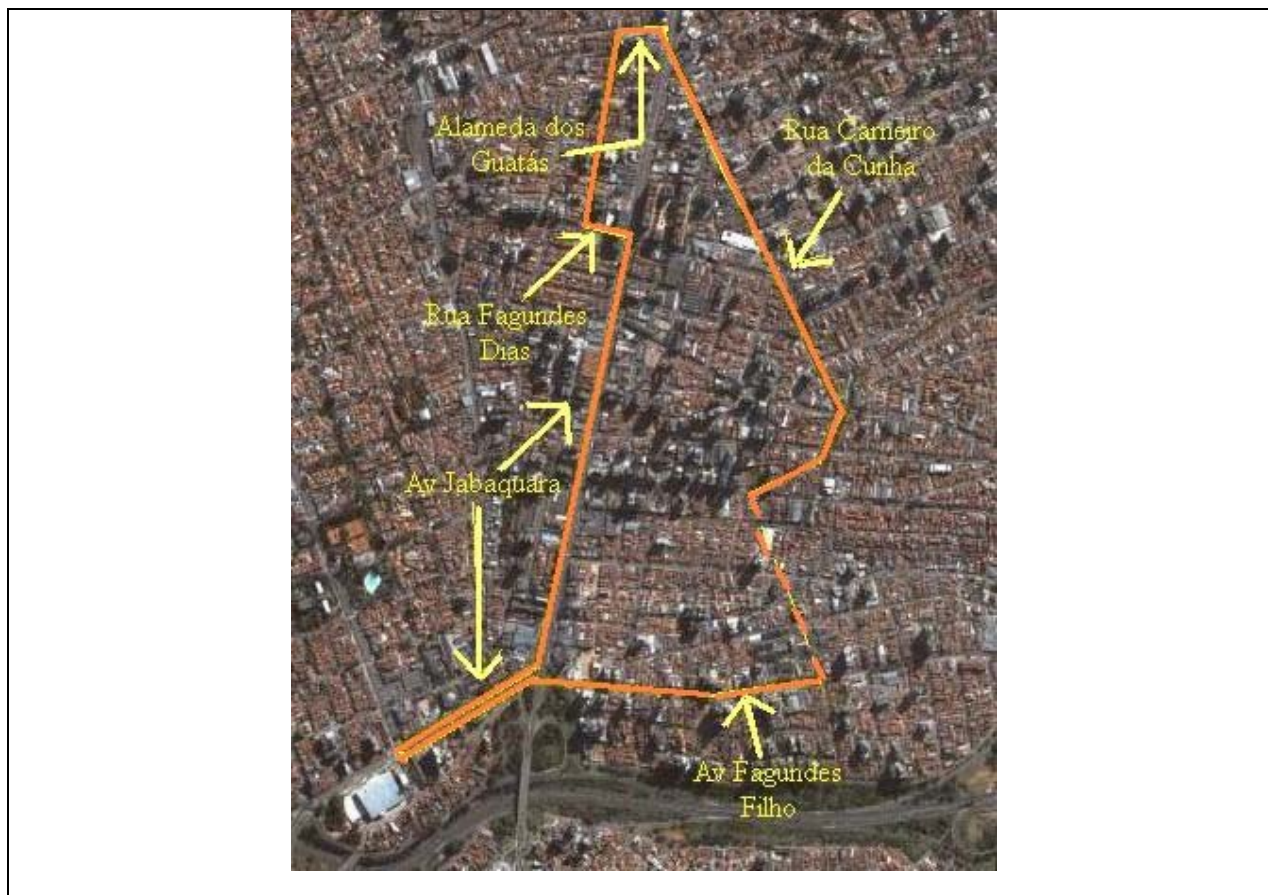 Alameda dos
Guatás
Rua Carneiro
da Cunha
Rua Fagundes
Dias
Av Jabaquara
Av Fagundes
Filho